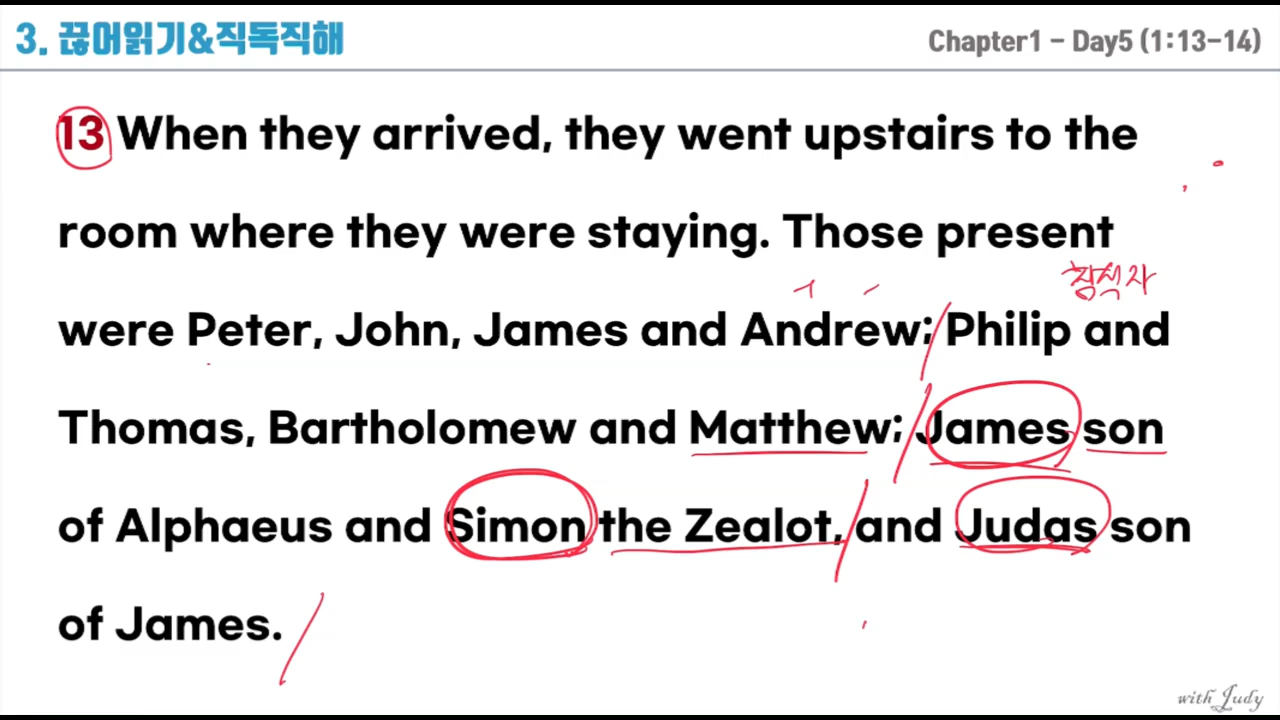 3. 끊어읽기&직독직해
Chapter1 - Day5 (1:13-14)
13 When they arrived, they went upstairs to the
room where they were staying. Those present
참석자
were Peter, John, James and Andrew; Philip and
Thomas, Bartholomew and Matthew; James son
of Alphaeus and Simon the Zealot, and Judas son
of James.
with Judy